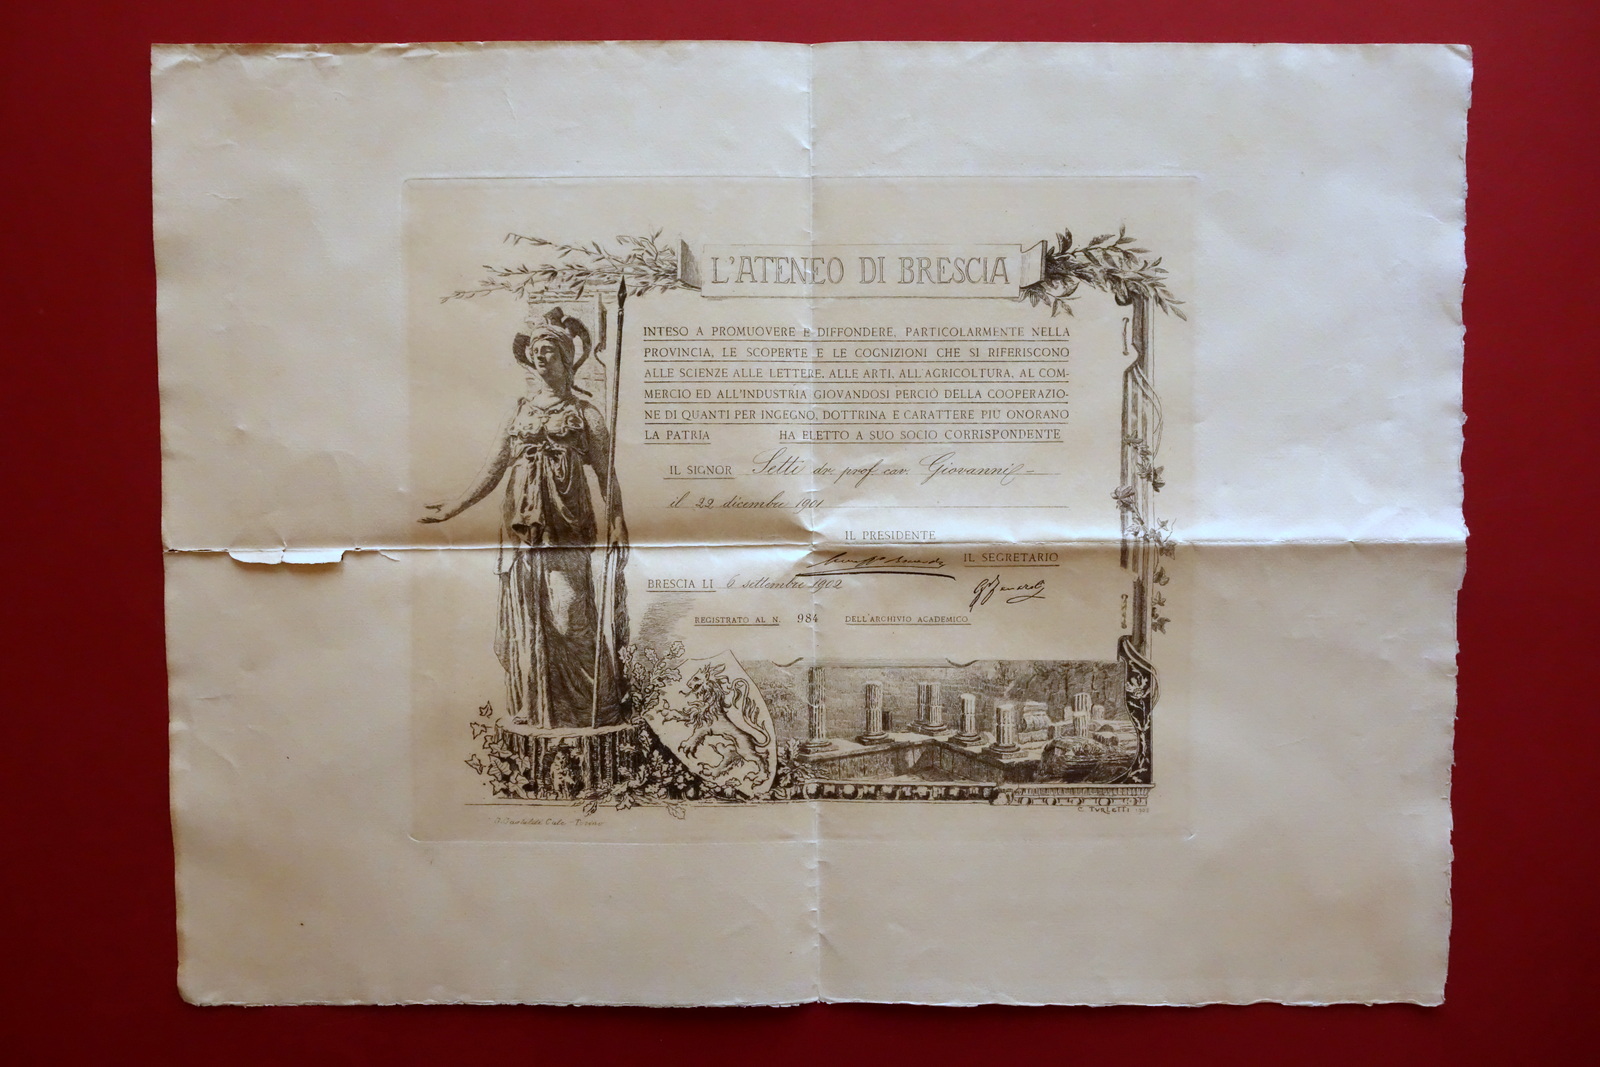 L'ATENEO DI BRESCIA
INTESO A PROMUOVERE E DIFFONDERE, PARTICOLARMENTE NELLA
PROVINCIA, LE SCOPERTE E LE COGNIZIONI CHE SI RIFERISCONO
ALLE SCIENZE ALLE LETTERE, ALLE ARTI, ALL'AGRICOLTURA, AL COM-
MERCIO ED ALL'INDUSTRIA GIOVANDOSI PERCIÒ DELLA COOPERAZIO-
NE DI QUANTI PER INGEGNO, DOTTRINA E CARATTERE PIÙ ONORANO
LA PATRIA HA ELETTO A SUO SOCIO CORRISPONDENTE
IL SIGNOR Setti dr. prof. cav. Giovanni
il 22 dicembre 1901
IL PRESIDENTE
IL SEGRETARIO
BRESCIA LI 6 settembre 1902
REGISTRATO AL N. 984 DELL'ARCHIVIO ACADEMICO
C. TURLETTI